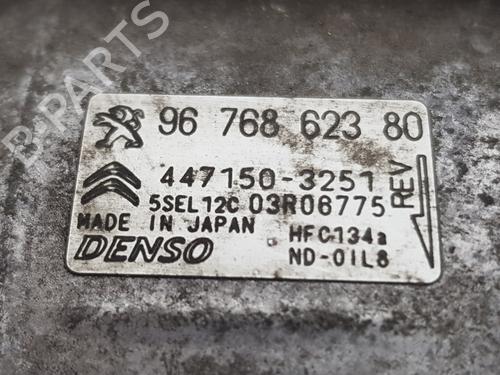 96 768 623 80
447150-3251
5SEL12C 03R06775
MADE IN JAPAN HFC134a
DENSO ND-OIL8
REV
B-PARTS